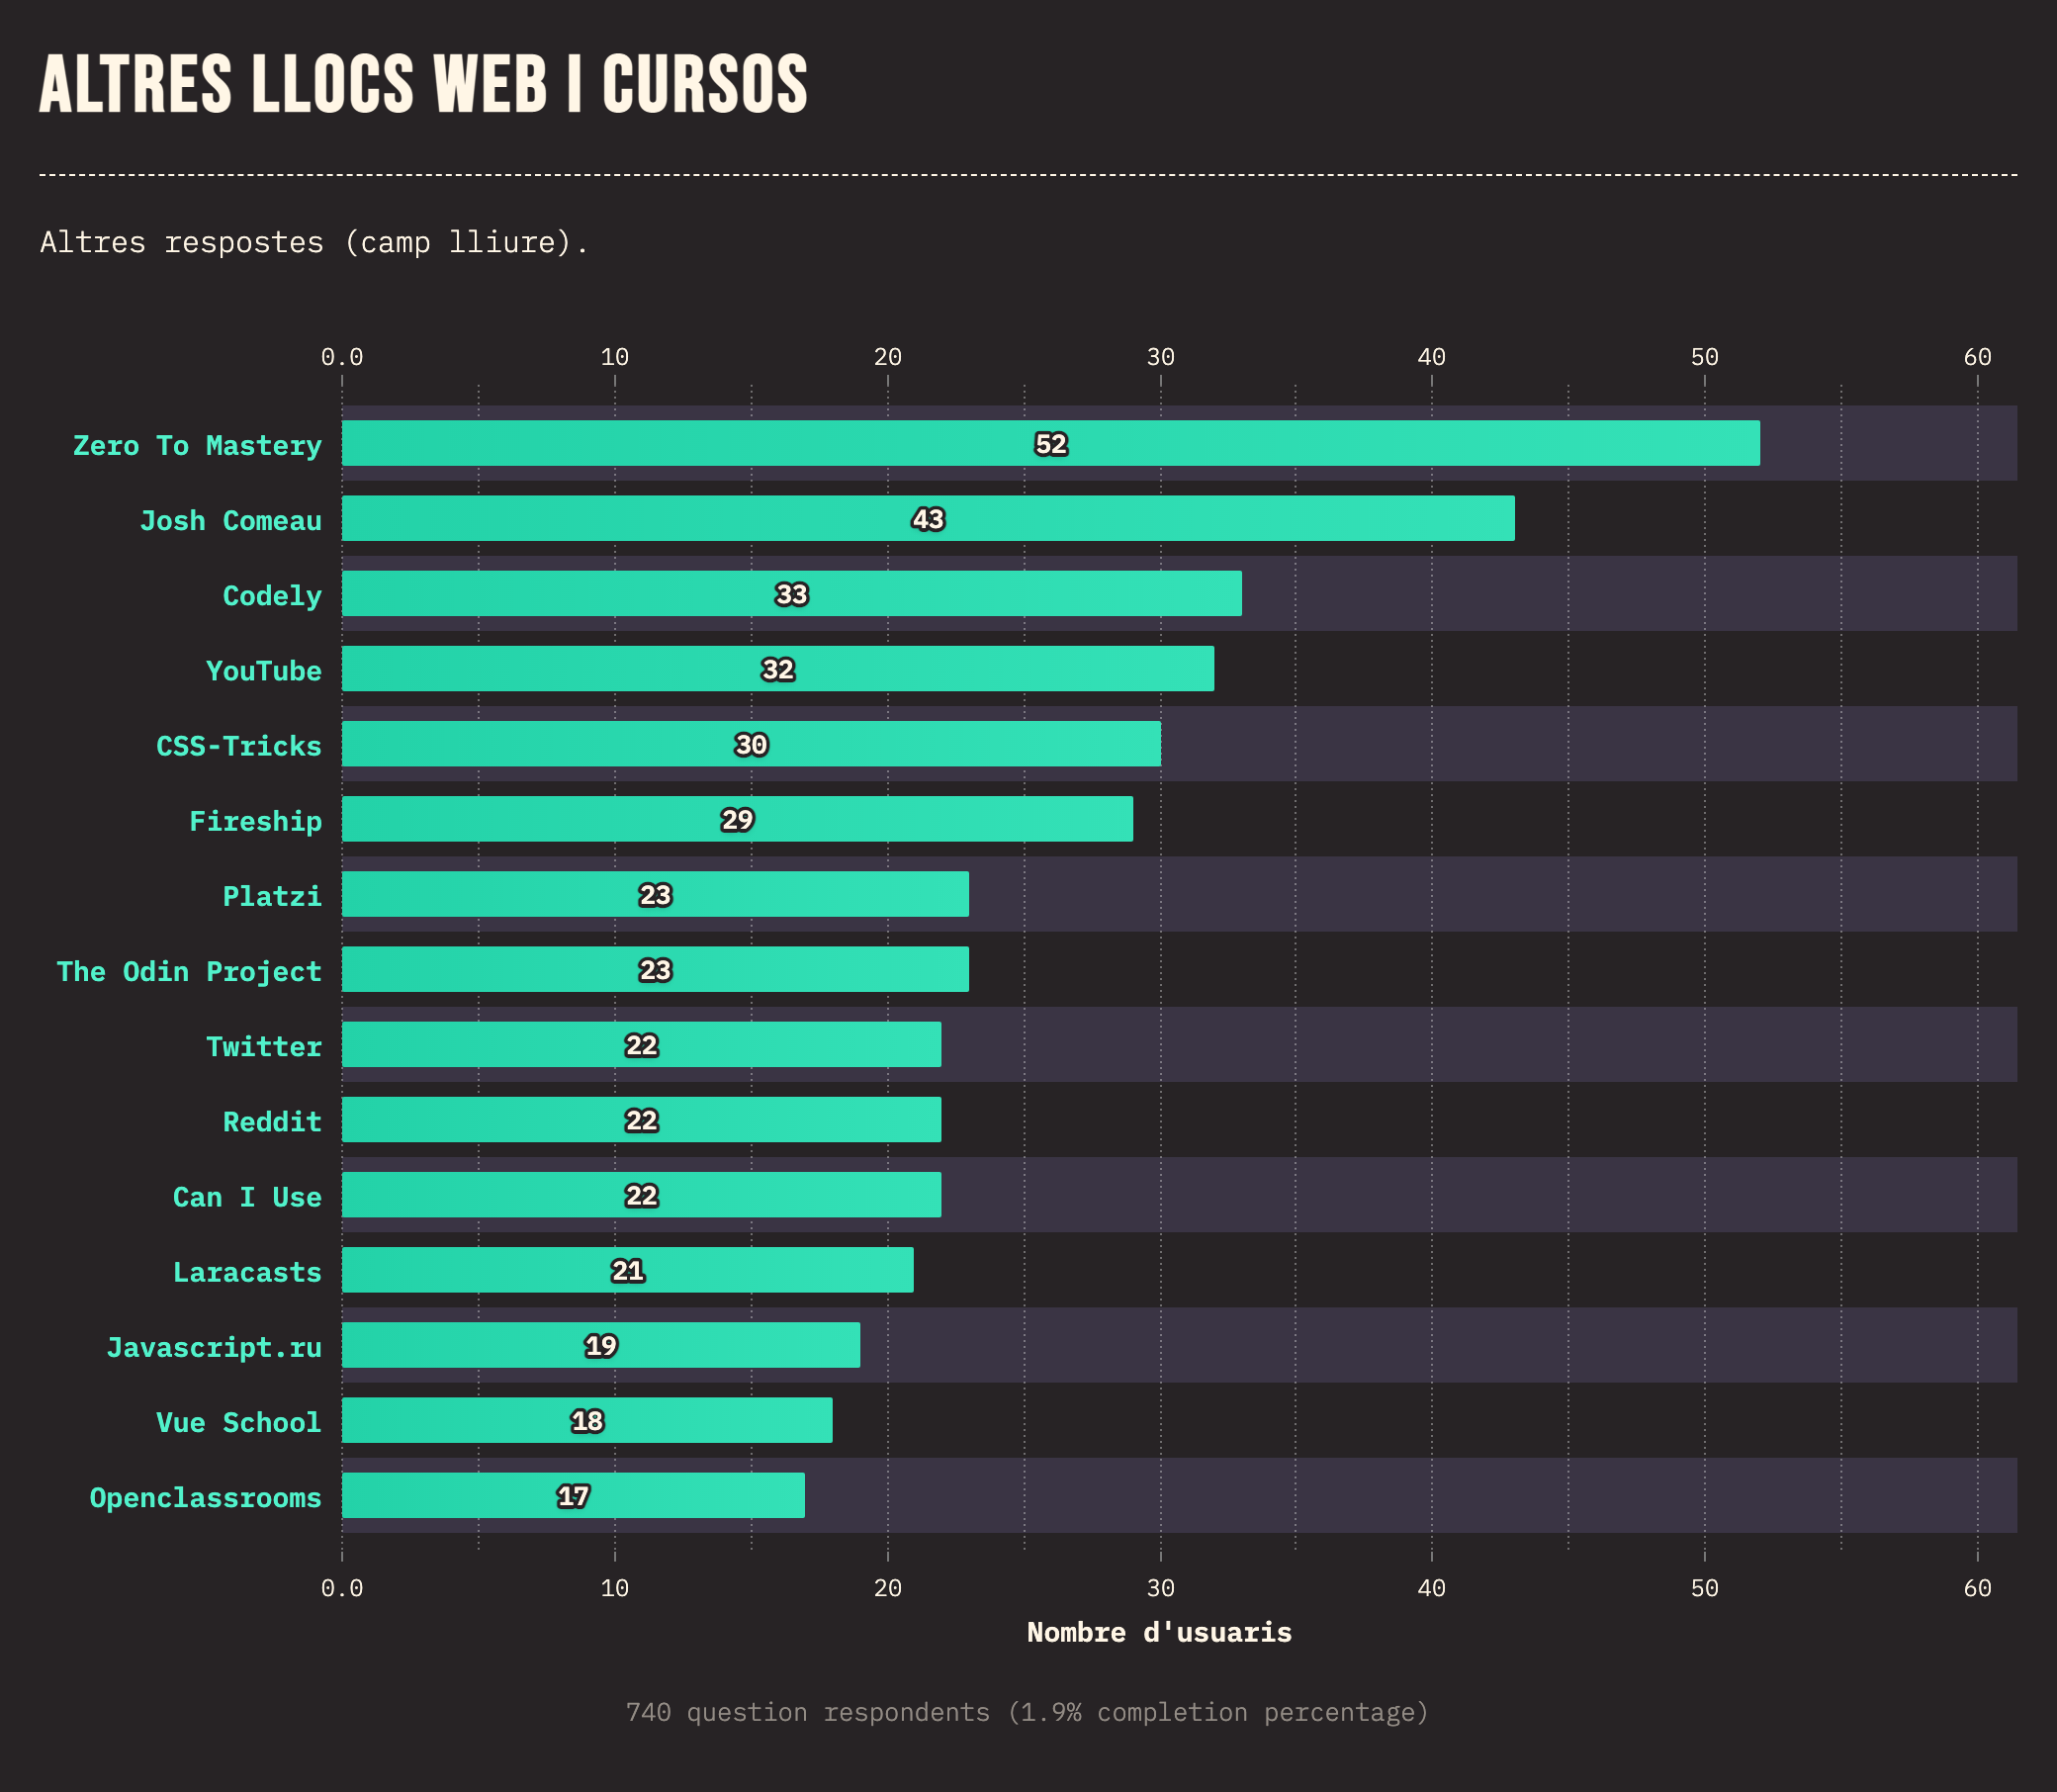 ALTRES LLOCS WEB I CURSOS
Altres respostes (camp lliure).
0.0 10 20 30 40 50 60
Zero To Mastery 52
Josh Comeau 43
Codely 33
YouTube 32
CSS-Tricks 30
Fireship 29
Platzi 23
The Odin Project 23
Twitter 22
Reddit 22
Can I Use 22
Laracasts 21
Javascript.ru 19
Vue School 18
Openclassrooms 17
0.0 10 20 30 40 50 60
Nombre d'usuaris
740 question respondents (1.9% completion percentage)